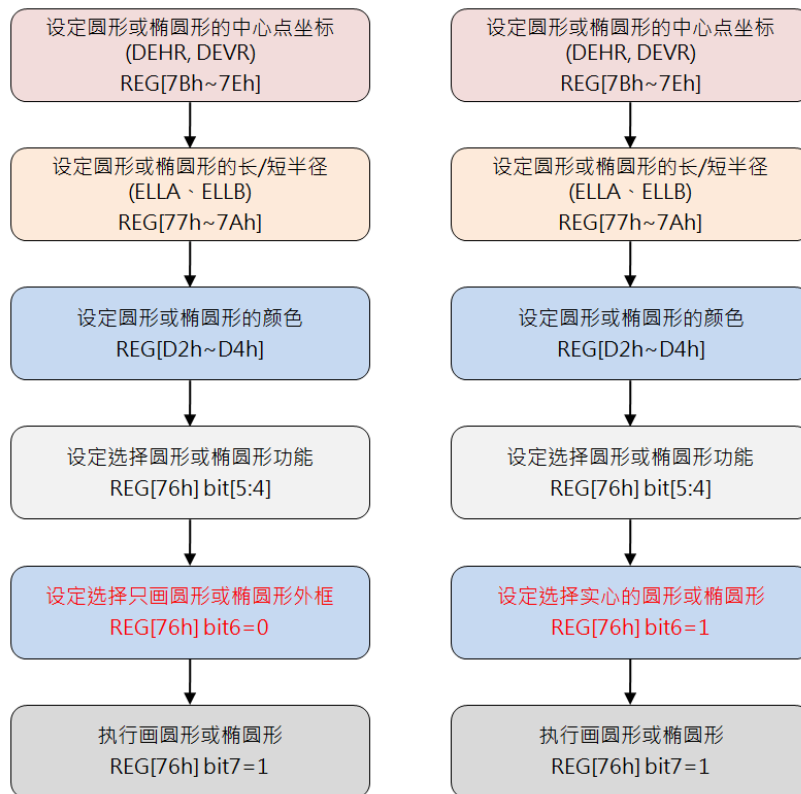 设定圆形或椭圆形的中心点坐标
(DEHR, DEVR)
REG[7Bh~7Eh]
设定圆形或椭圆形的长/短半径
(ELLA、ELLB)
REG[77h~7Ah]
设定圆形或椭圆形的颜色
REG[D2h~D4h]
设定选择圆形或椭圆形功能
REG[76h] bit[5:4]
设定选择只画圆形或椭圆形外框
REG[76h] bit6=0
执行画圆形或椭圆形
REG[76h] bit7=1
设定圆形或椭圆形的中心点坐标
(DEHR, DEVR)
REG[7Bh~7Eh]
设定圆形或椭圆形的长/短半径
(ELLA、ELLB)
REG[77h~7Ah]
设定圆形或椭圆形的颜色
REG[D2h~D4h]
设定选择圆形或椭圆形功能
REG[76h] bit[5:4]
设定选择实心的圆形或椭圆形
REG[76h] bit6=1
执行画圆形或椭圆形
REG[76h] bit7=1